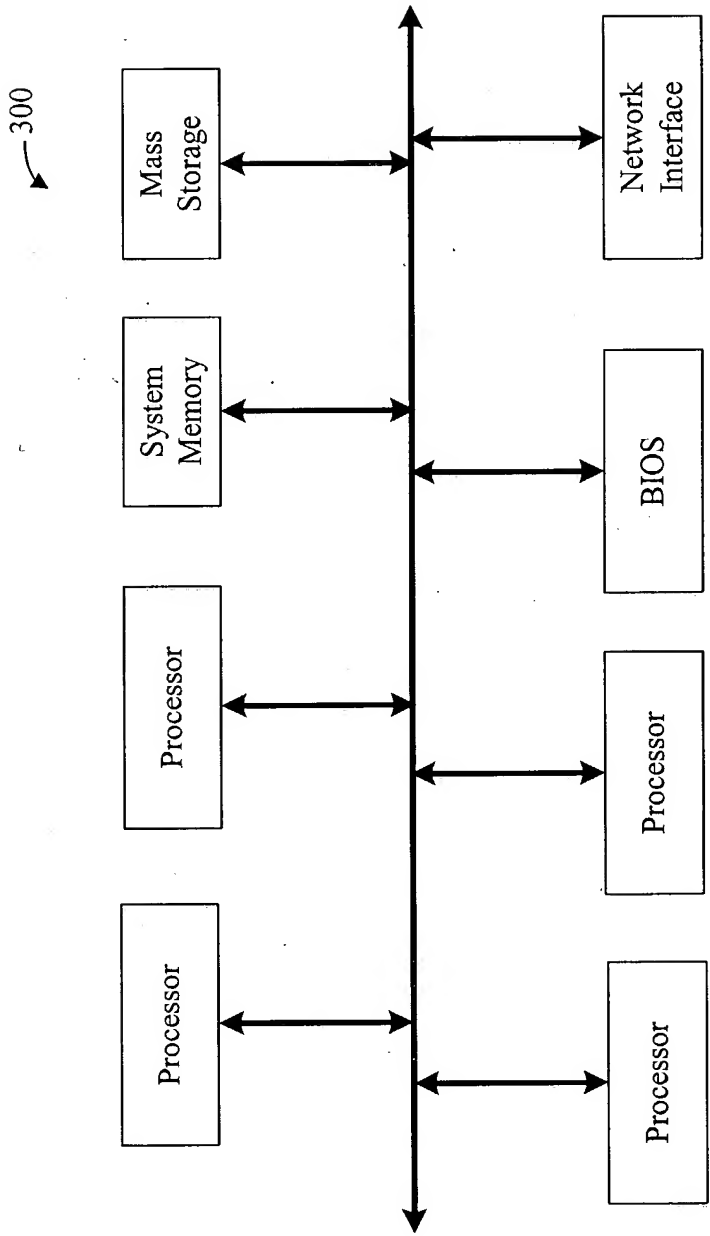 300
Processor
Processor
System
Memory
Mass
Storage
Processor
Processor
BIOS
Network
Interface